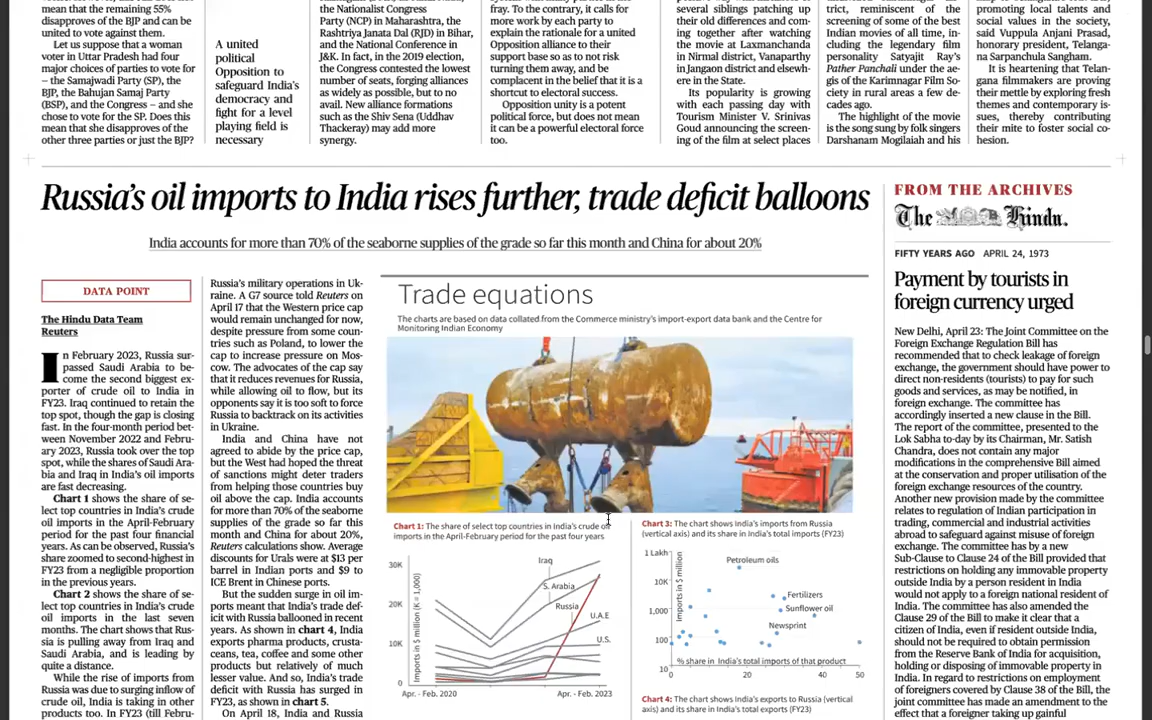 mean that the remaining 55%
disapproves of the BJP and can be
united to vote against them.
Let us suppose that a woman
voter in Uttar Pradesh had four
major choices of parties to vote for
– the Samajwadi Party (SP), the
BJP, the Bahujan Samaj Party
(BSP), and the Congress – and she
chose to vote for the SP. Does this
mean that she disapproves of the
other three parties or just the BJP?
A united
political
Opposition to
safeguard India's
democracy and
fight for a level
playing field is
necessary
the Nationalist Congress
Party (NCP) in Maharashtra, the
Rashtriya Janata Dal (RJD) in Bihar,
and the National Conference in
J&K. In fact, in the 2019 election,
the Congress contested the lowest
number of seats, forging alliances
as widely as possible, but to no
avail. New alliance formations
such as the Shiv Sena (Uddhav
Thackeray) may add more
synergy.
fray. To the contrary, it calls for
more work by each party to
explain the rationale for a united
Opposition alliance to their
support base so as to not risk
turning them away, and be
complacent in the belief that it is a
shortcut to electoral success.
Opposition unity is a potent
political force, but does not mean
it can be a powerful electoral force
too.
several siblings patching up
their old differences and com-
ing together after watching
the movie at Laxmanchanda
in Nirmal district, Vanaparthy
in Jangaon district and elsewh-
ere in the State.
Its popularity is growing
with each passing day with
Tourism Minister V. Srinivas
Goud announcing the screen-
ing of the film at select places
trict, reminiscent of the
screening of some of the best
Indian movies of all time, in-
cluding the legendary film
personality Satyajit Ray's
Pather Panchali under the ae-
gis of the Karimnagar Film So-
ciety in rural areas a few de-
cades ago.
The highlight of the movie
is the song sung by folk singers
Darshanam Mogilaiah and his
promoting local talents and
social values in the society,
said Vuppula Anjani Prasad,
honorary president, Telanga-
na Sarpanchula Sangham.
It is heartening that Telan-
gana filmmakers are proving
their mettle by exploring fresh
themes and contemporary is-
sues, thereby contributing
their mite to foster social co-
hesion.
Russia's oil imports to India rises further, trade deficit balloons
India accounts for more than 70% of the seaborne supplies of the grade so far this month and China for about 20%
DATA POINT
The Hindu Data Team
Reuters
In February 2023, Russia sur-
passed Saudi Arabia to be-
come the second biggest ex-
porter of crude oil to India in
FY23. Iraq continued to retain the
top spot, though the gap is closing
fast. In the four-month period bet-
ween November 2022 and Febru-
ary 2023, Russia took over the top
spot, while the shares of Saudi Ara-
bia and Iraq in India's oil imports
are fast decreasing.
Chart 1 shows the share of se-
lect top countries in India's crude
oil imports in the April-February
period for the past four financial
years. As can be observed, Russia's
share zoomed to second-highest in
FY23 from a negligible proportion
in the previous years.
Chart 2 shows the share of se-
lect top countries in India's crude
oil imports in the last seven
months. The chart shows that Rus-
sia is pulling away from Iraq and
Saudi Arabia, and is leading by
quite a distance.
While the rise of imports from
Russia was due to surging inflow of
crude oil, India is taking in other
products too. In FY23 (till Febru-
Russia's military operations in Uk-
raine. A G7 source told Reuters on
April 17 that the Western price cap
would remain unchanged for now,
despite pressure from some coun-
tries such as Poland, to lower the
cap to increase pressure on Mos-
cow. The advocates of the cap say
that it reduces revenues for Russia,
while allowing oil to flow, but its
opponents say it is too soft to force
Russia to backtrack on its activities
in Ukraine.
India and China have not
agreed to abide by the price cap,
but the West had hoped the threat
of sanctions might deter traders
from helping those countries buy
oil above the cap. India accounts
for more than 70% of the seaborne
supplies of the grade so far this
month and China for about 20%,
Reuters calculations show. Average
discounts for Urals were at $13 per
barrel in Indian ports and $9 to
ICE Brent in Chinese ports.
But the sudden surge in oil im-
ports meant that India's trade def-
icit with Russia ballooned in recent
years. As shown in chart 4, India
exports pharma products, crusta-
ceans, tea, coffee and some other
products but relatively of much
lesser value. And so, India's trade
deficit with Russia has surged in
FY23, as shown in chart 5.
On April 18, India and Russia
Trade equations
The charts are based on data collated from the Commerce ministry's import-export data bank and the Centre for
Monitoring Indian Economy
Chart 1: The share of select top countries in India's crude oil
imports in the April-February period for the past four years
Imports in $ million (K = 1,000)
30K
20K
10K
0
Iraq
S. Arabia
Russia
U.A.E
U.S.
Apr. - Feb. 2020
Apr. - Feb. 2023
Chart 3: The chart shows India's imports from Russia
(vertical axis) and its share in India's total imports (FY23)
Imports in $ million
1 Lakh
10K
1,000
100
10
Petroleum oils
Fertilizers
Sunflower oil
Newsprint
% share in India's total imports of that product
0
20
40
50
Chart 4: The chart shows India's exports to Russia (vertical
axis) and its share in India's total exports (FY23)
FROM THE ARCHIVES
The Hindu.
FIFTY YEARS AGO APRIL 24, 1973
Payment by tourists in
foreign currency urged
New Delhi, April 23: The Joint Committee on the
Foreign Exchange Regulation Bill has
recommended that to check leakage of foreign
exchange, the government should have power to
direct non-residents (tourists) to pay for such
goods and services, as may be notified, in
foreign exchange. The committee has
accordingly inserted a new clause in the Bill.
The report of the committee, presented to the
Lok Sabha to-day by its Chairman, Mr. Satish
Chandra, does not contain any major
modifications in the comprehensive Bill aimed
at the conservation and proper utilisation of the
foreign exchange resources of the country.
Another new provision made by the committee
relates to regulation of Indian participation in
trading, commercial and industrial activities
abroad to safeguard against misuse of foreign
exchange. The committee has by a new
Sub-Clause to Clause 24 of the Bill provided that
restrictions on holding any immovable property
outside India by a person resident in India
would not apply to a foreign national resident of
India. The committee has also amended the
Clause 29 of the Bill to make it clear that a
citizen of India, even if resident outside India,
should not be required to obtain permission
from the Reserve Bank of India for acquisition,
holding or disposing of immovable property in
India. In regard to restrictions on employment
of foreigners covered by Clause 38 of the Bill, the
joint committee has made an amendment to the
effect that a foreigner taking up gainful